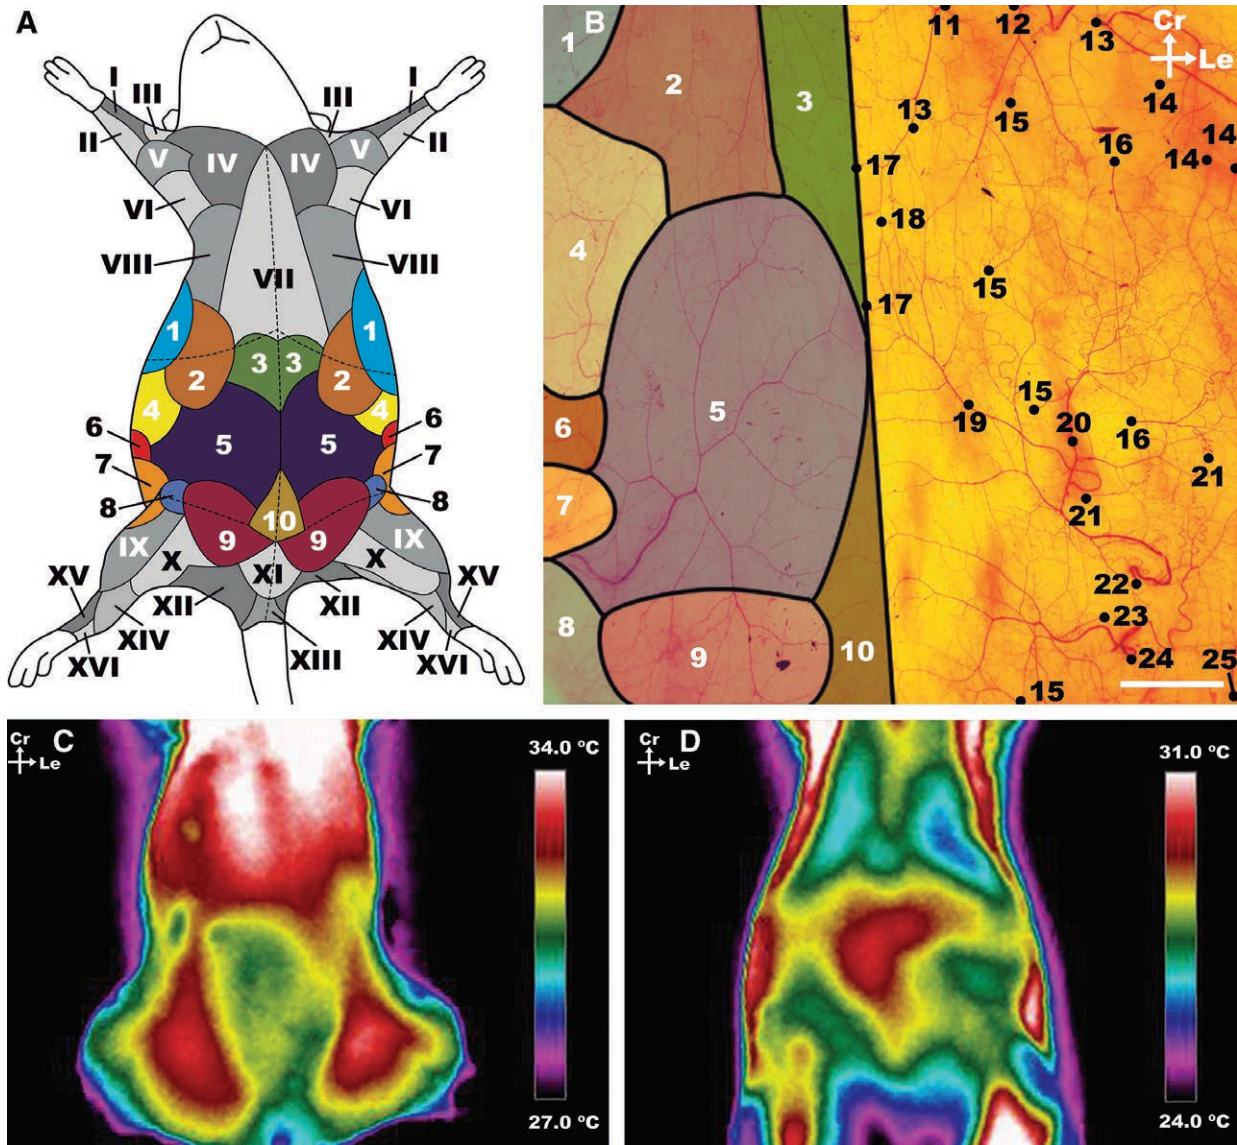 A
I
I
III
III
II
II
V
IV
IV
V
VI
VI
VIII
VIII
VII
1
1
2
3
3
2
4
4
6
6
5
5
7
7
8
8
10
9
9
IX
IX
X
X
XI
XV
XV
XII
XII
XIV
XIV
XVI
XIII
XVI
B
1
2
3
4
5
6
7
8
9
10
11
12
13
Cr
Le
14
13
15
14
16
14
17
18
15
17
15
19
20
16
21
21
22
23
24
25
15
C
Cr
Le
34.0 °C
27.0 °C
D
Cr
Le
31.0 °C
24.0 °C